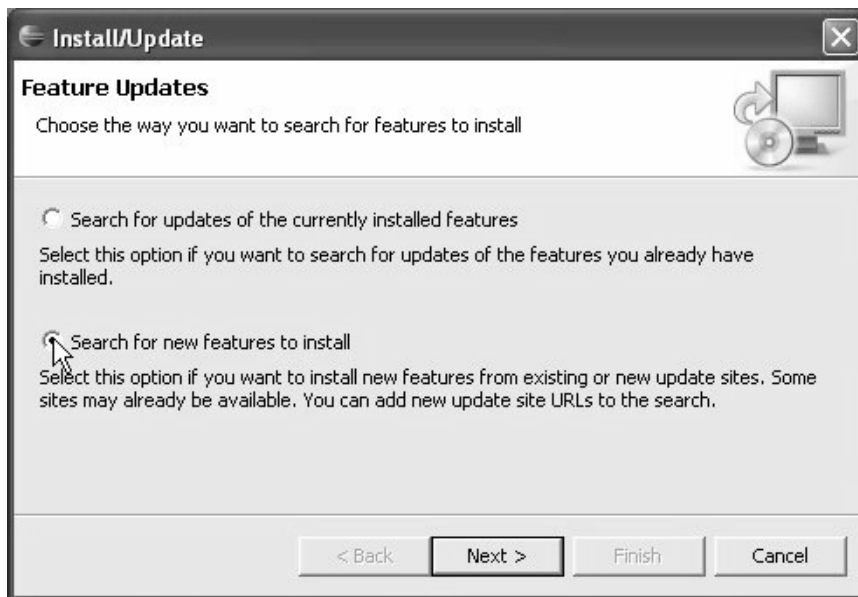 Install/Update
Feature Updates
Choose the way you want to search for features to install
Search for updates of the currently installed features
Select this option if you want to search for updates of the features you already have
installed.
Search for new features to install
Select this option if you want to install new features from existing or new update sites. Some
sites may already be available. You can add new update site URLs to the search.
< Back Next > Finish Cancel